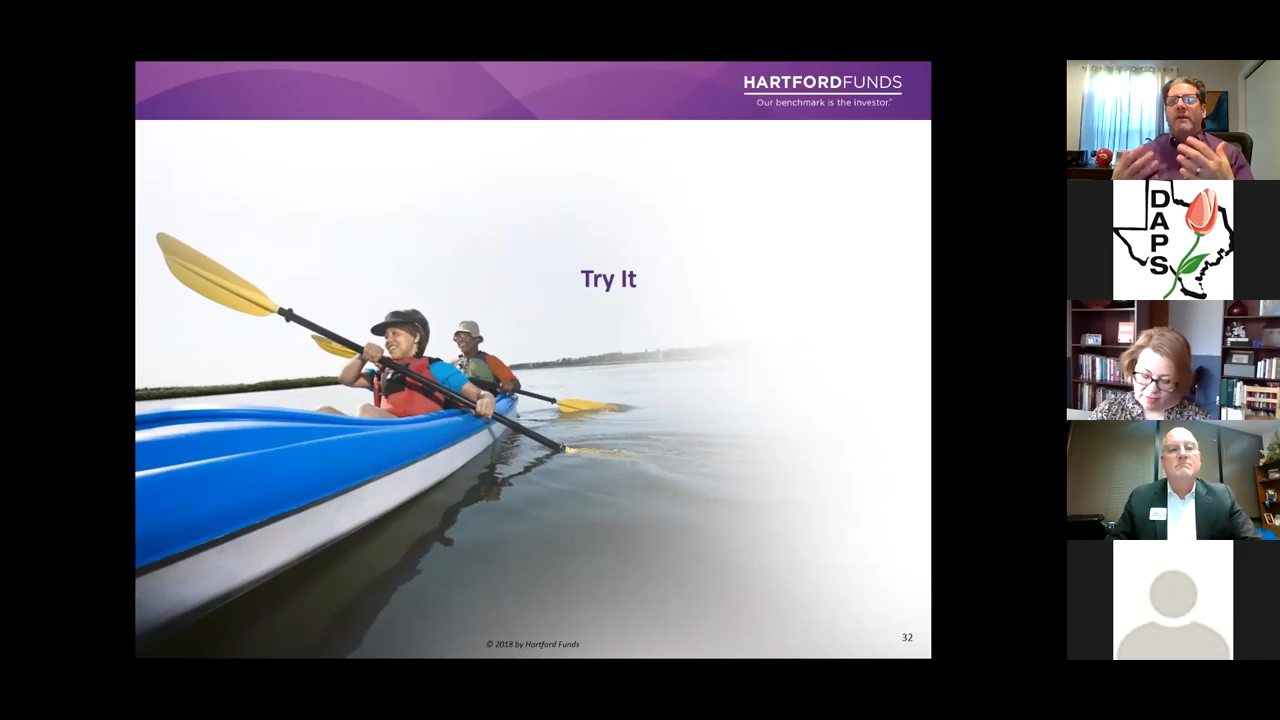 HARTFORDFUNDS
Our benchmark is the investor.®
Try It
© 2018 by Hartford Funds
32
DAPS